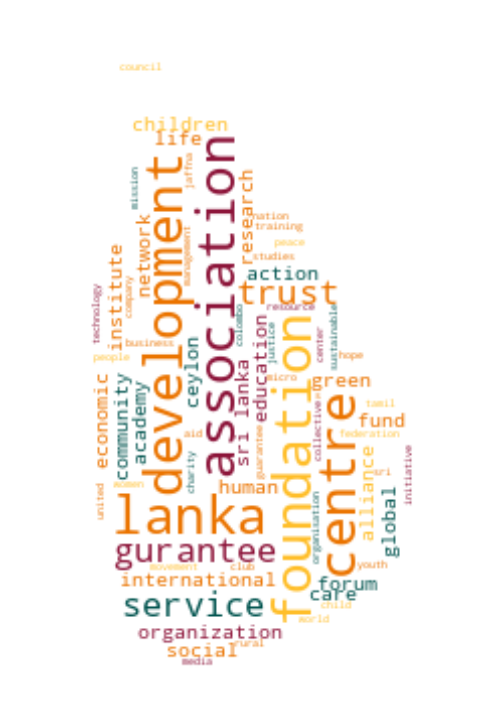 council
children
life
jaffna
mission
development
association
research
network
management
nation
training
peace
studies
institute
company
action
trust
technology
resource
colombo
sustainable
business
people
ceylon
education
justice
center
hope
foundation
sri lanka
micro
green
economic
community
academy
centre
tamil
fund
collective
federation
aid
guarantee
charity
women
human
alliance
sri
initiative
united
lanka
organisation
global
gurantee
movement
club
youth
international
forum
care
service
child
world
organization
rural
social
media